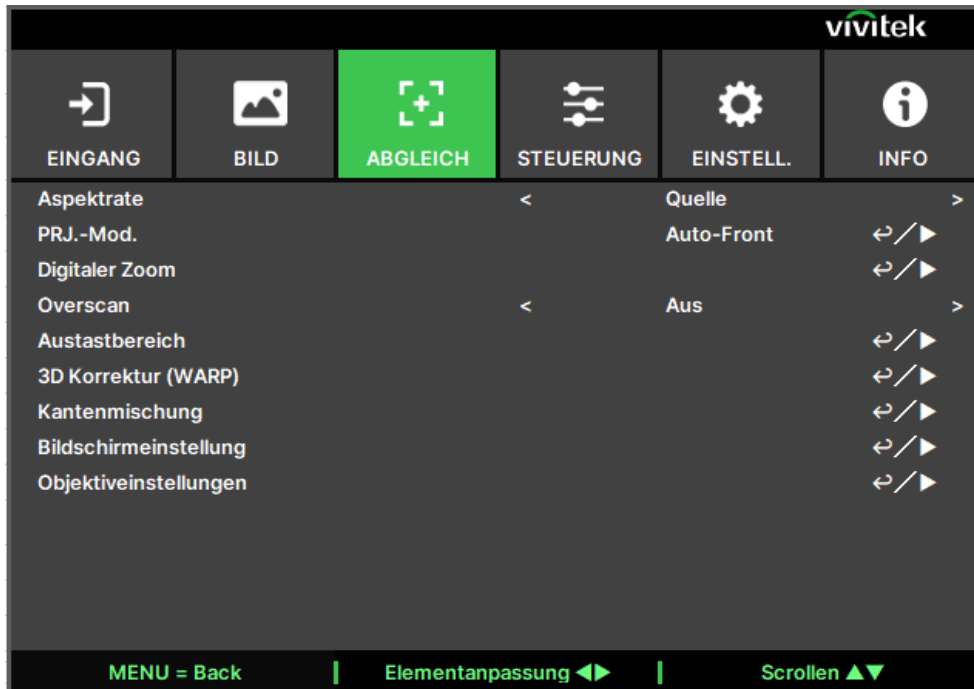 vivitek
EINGANG BILD ABGLEICH STEUERUNG EINSTELL. INFO
Aspektrate < Quelle >
PRJ.-Mod. Auto-Front ↩/▶
Digitaler Zoom ↩/▶
Overscan < Aus >
Austastbereich ↩/▶
3D Korrektur (WARP) ↩/▶
Kantenmischung ↩/▶
Bildschirmeinstellung ↩/▶
Objektiveinstellungen ↩/▶
MENU = Back | Elementanpassung ◀▶ | Scrollen ▲▼